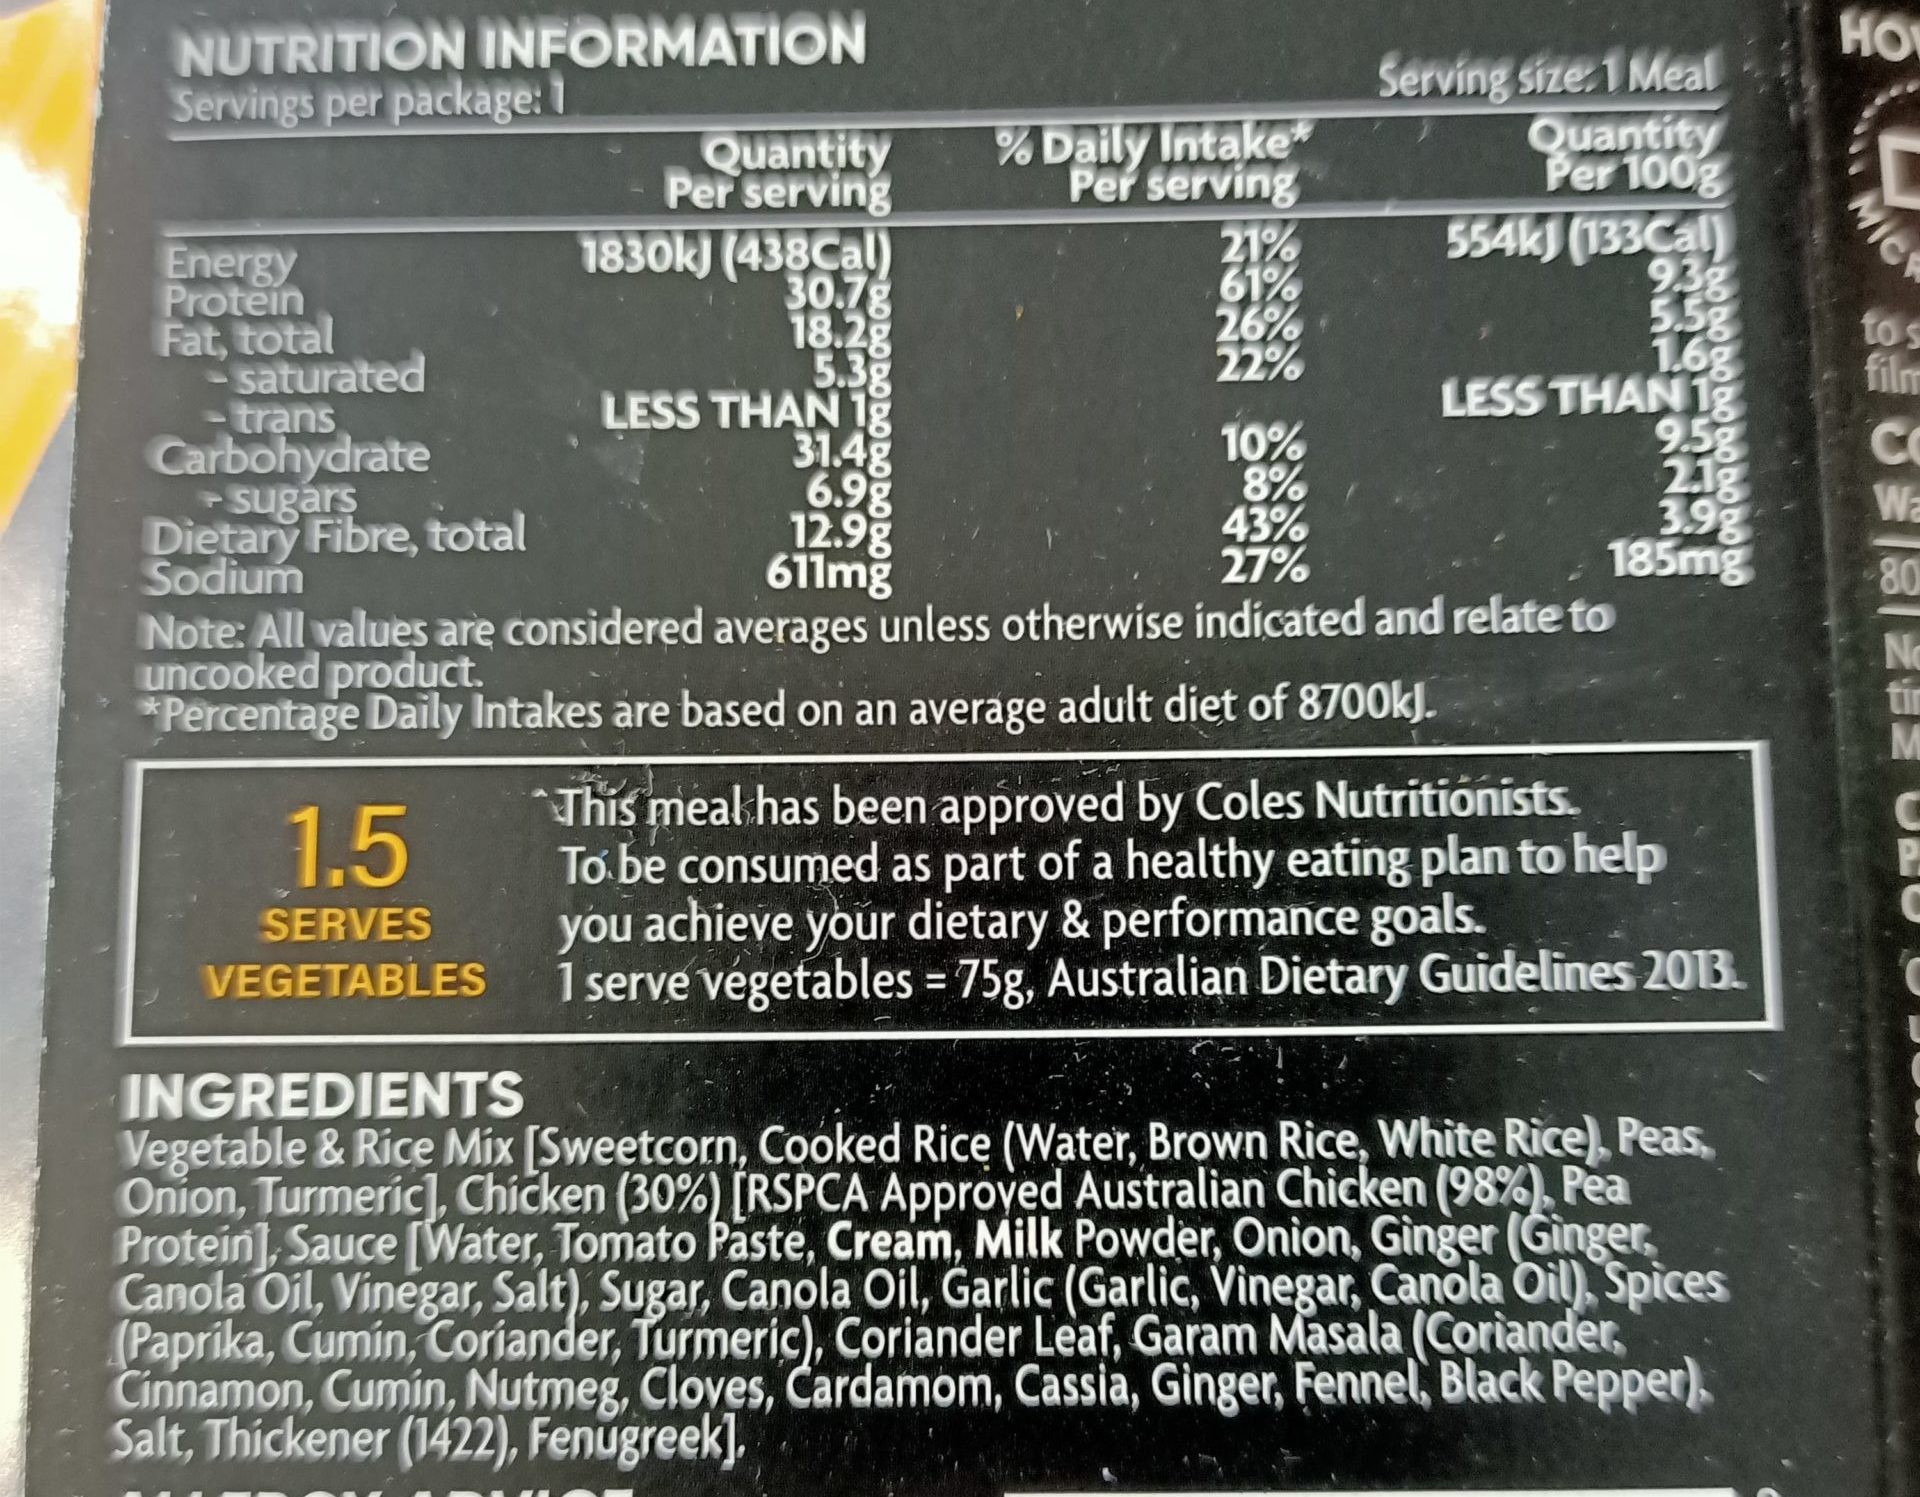 NUTRITION INFORMATION
Servings per package: 1
Serving size: 1 Meal
Quantity Per serving % Daily Intake* Per serving Quantity Per 100g
Energy 1830kJ (438Cal) 21% 554kJ (133Cal)
Protein 30.7g 61% 9.3g
Fat, total 18.2g 26% 5.5g
- saturated 5.3g 22% 1.6g
- trans LESS THAN 1g LESS THAN 1g
Carbohydrate 31.4g 10% 9.5g
- sugars 6.9g 8% 2.1g
Dietary Fibre, total 12.9g 43% 3.9g
Sodium 611mg 27% 185mg
Note: All values are considered averages unless otherwise indicated and relate to
uncooked product.
*Percentage Daily Intakes are based on an average adult diet of 8700kJ.
1.5
SERVES
VEGETABLES
^This meal has been approved by Coles Nutritionists.
To be consumed as part of a healthy eating plan to help
you achieve your dietary & performance goals.
1 serve vegetables = 75g, Australian Dietary Guidelines 2013.
INGREDIENTS
Vegetable & Rice Mix [Sweetcorn, Cooked Rice (Water, Brown Rice, White Rice), Peas,
Onion, Turmeric], Chicken (30%) [RSPCA Approved Australian Chicken (98%), Pea
Protein], Sauce [Water, Tomato Paste, Cream, Milk Powder, Onion, Ginger (Ginger,
Canola Oil, Vinegar, Salt), Sugar, Canola Oil, Garlic (Garlic, Vinegar, Canola Oil), Spices
(Paprika, Cumin, Coriander, Turmeric), Coriander Leaf, Garam Masala (Coriander,
Cinnamon, Cumin, Nutmeg, Cloves, Cardamom, Cassia, Ginger, Fennel, Black Pepper),
Salt, Thickener (1422), Fenugreek].
to
80